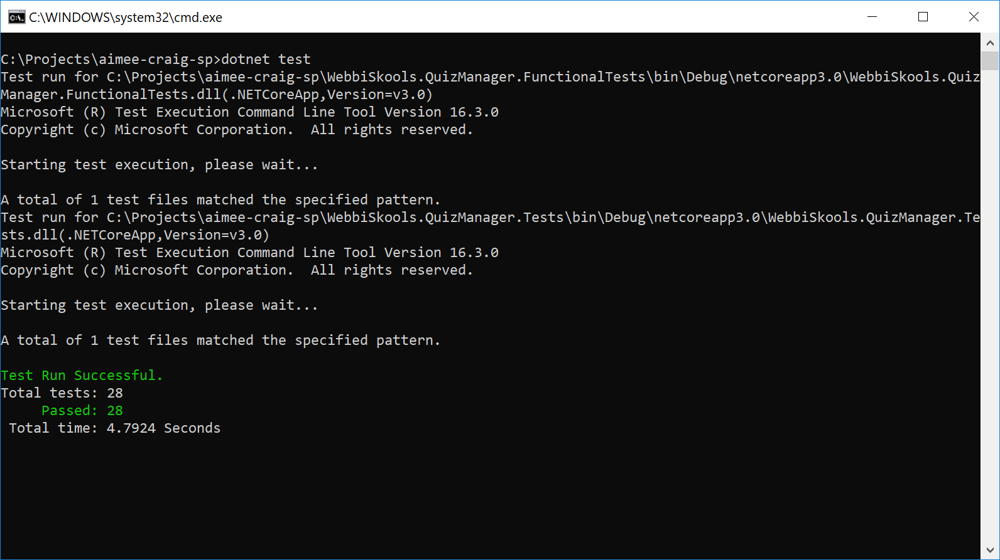 C:\WINDOWS\system32\cmd.exe
C:\Projects\aimee-craig-sp>dotnet test
Test run for C:\Projects\aimee-craig-sp\WebbiSkools.QuizManager.FunctionalTests\bin\Debug\netcoreapp3.0\WebbiSkools.Quiz
Manager.FunctionalTests.dll(.NETCoreApp,Version=v3.0)
Microsoft (R) Test Execution Command Line Tool Version 16.3.0
Copyright (c) Microsoft Corporation.  All rights reserved.

Starting test execution, please wait...

A total of 1 test files matched the specified pattern.
Test run for C:\Projects\aimee-craig-sp\WebbiSkools.QuizManager.Tests\bin\Debug\netcoreapp3.0\WebbiSkools.QuizManager.Te
sts.dll(.NETCoreApp,Version=v3.0)
Microsoft (R) Test Execution Command Line Tool Version 16.3.0
Copyright (c) Microsoft Corporation.  All rights reserved.

Starting test execution, please wait...

A total of 1 test files matched the specified pattern.

Test Run Successful.
Total tests: 28
     Passed: 28
 Total time: 4.7924 Seconds